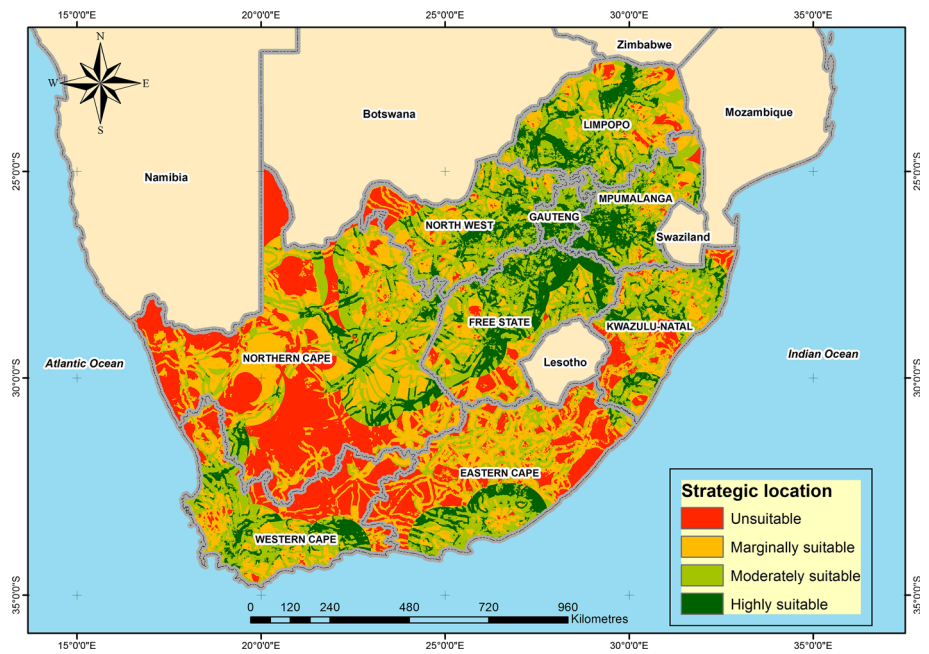 15°0'0"E 20°0'0"E 25°0'0"E 30°0'0"E 35°0'0"E
N
W E
S
Zimbabwe
Botswana
Mozambique
LIMPOPO
25°0'0"S 25°0'0"S
Namibia
MPUMALANGA
GAUTENG
NORTH WEST
Swaziland
FREE STATE
KWAZULU-NATAL
Atlantic Ocean
NORTHERN CAPE
Lesotho
Indian Ocean
30°0'0"S 30°0'0"S
EASTERN CAPE
Strategic location
Unsuitable
Marginally suitable
Moderately suitable
Highly suitable
WESTERN CAPE
35°0'0"S 35°0'0"S
0 120 240 480 720 960
Kilometres
15°0'0"E 20°0'0"E 25°0'0"E 30°0'0"E 35°0'0"E